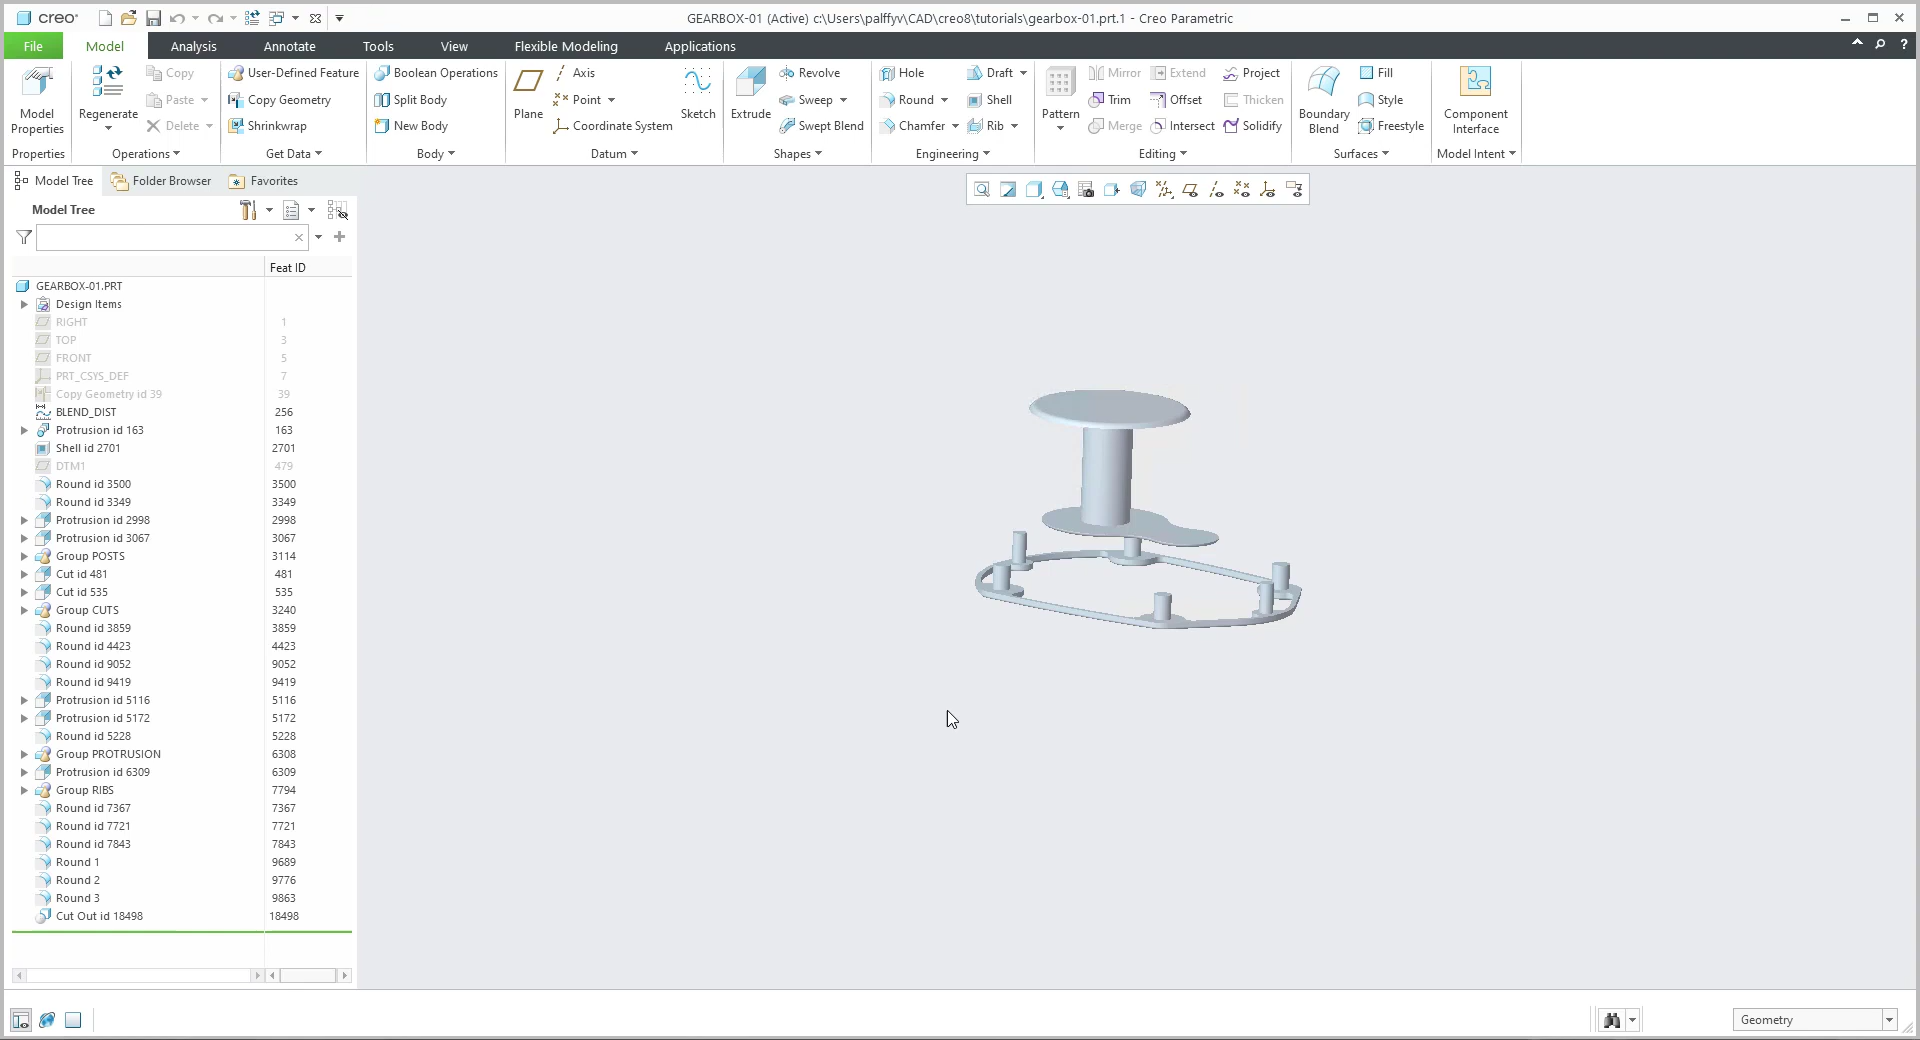 creo
GEARBOX-01 (Active) c:\Users\palffyv\CAD\creo8\tutorials\gearbox-01.prt.1 - Creo Parametric
File Model Analysis Annotate Tools View Flexible Modeling Applications
Model Properties
Regenerate
Copy
Paste
Delete
User-Defined Feature
Copy Geometry
Shrinkwrap
Boolean Operations
Split Body
New Body
Plane
Axis
Point
Coordinate System
Sketch
Extrude
Revolve
Sweep
Swept Blend
Hole
Round
Chamfer
Draft
Shell
Rib
Pattern
Mirror
Trim
Merge
Extend
Offset
Intersect
Project
Thicken
Solidify
Boundary Blend
Fill
Style
Freestyle
Component Interface
Properties Operations Get Data Body Datum Shapes Engineering Editing Surfaces Model Intent
Model Tree Folder Browser Favorites
Model Tree
Feat ID
GEARBOX-01.PRT
Design Items
RIGHT 1
TOP 3
FRONT 5
PRT_CSYS_DEF 7
Copy Geometry id 39 39
BLEND_DIST 256
Protrusion id 163 163
Shell id 2701 2701
DTM1 479
Round id 3500 3500
Round id 3349 3349
Protrusion id 2998 2998
Protrusion id 3067 3067
Group POSTS 3114
Cut id 481 481
Cut id 535 535
Group CUTS 3240
Round id 3859 3859
Round id 4423 4423
Round id 9052 9052
Round id 9419 9419
Protrusion id 5116 5116
Protrusion id 5172 5172
Round id 5228 5228
Group PROTRUSION 6308
Protrusion id 6309 6309
Group RIBS 7794
Round id 7367 7367
Round id 7721 7721
Round id 7843 7843
Round 1 9689
Round 2 9776
Round 3 9863
Cut Out id 18498 18498
Geometry